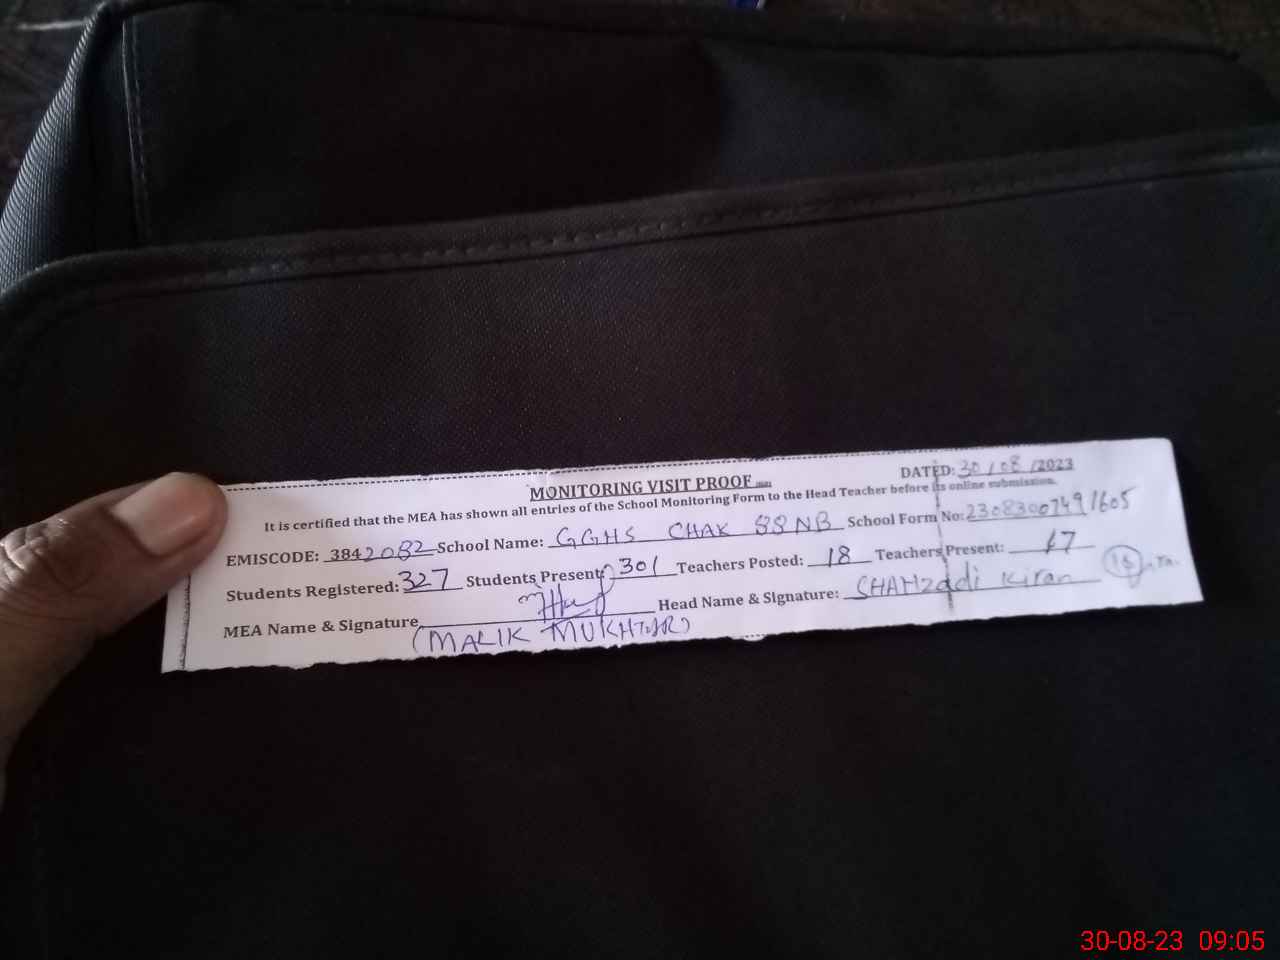 MONITORING VISIT PROOF
DATED: 30/08/2023
It is certified that the MEA has shown all entries of the School Monitoring Form to the Head Teacher before its online submission.
EMISCODE: 3842082 School Name: GGHS CHAK 88NB School Form No: 23083007491605
Students Registered: 327 Students Present: 301 Teachers Posted: 18 Teachers Present: 17
MEA Name & Signature Head Name & Signature: SHAHzadi Kiran
(MALIK MUKHTAR)
30-08-23 09:05